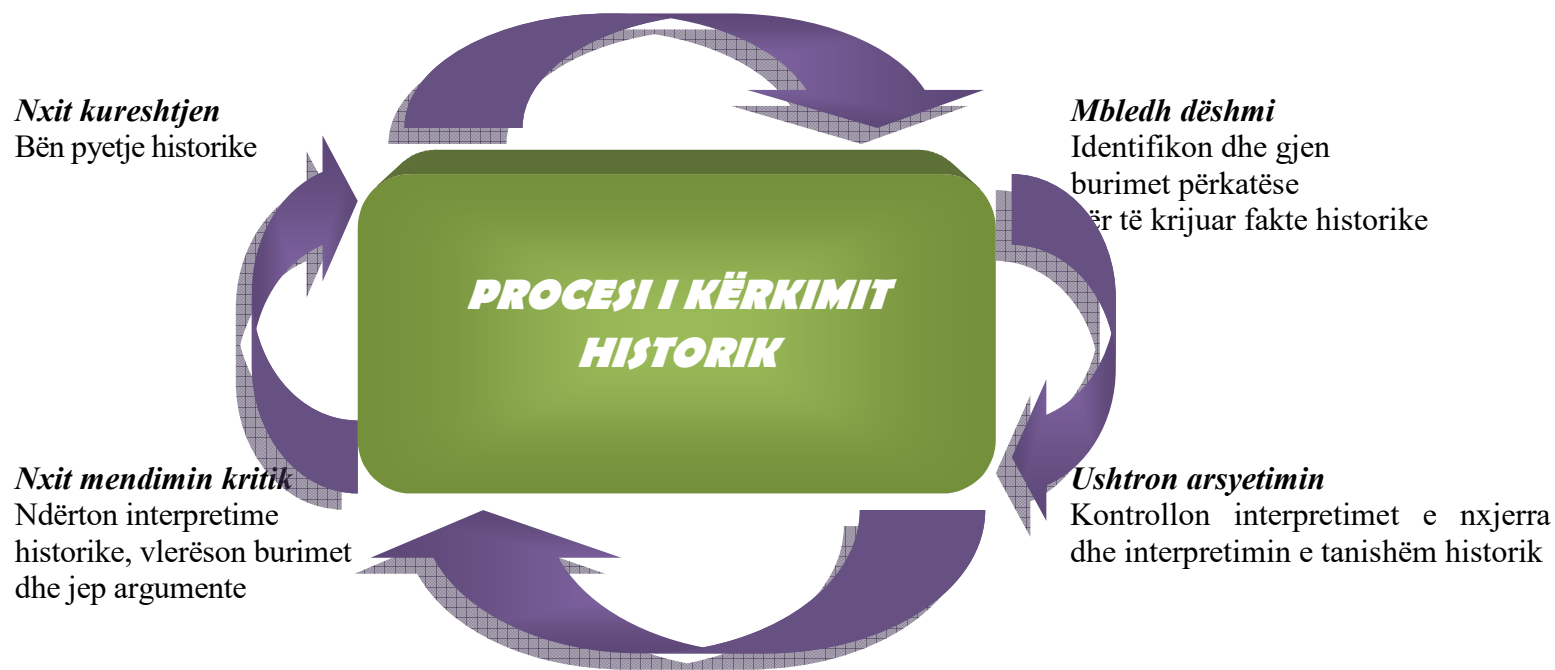 Nxit kureshtjen
Bën pyetje historike
Mbledh dëshmi
Identifikon dhe gjen
burimet përkatëse
për të krijuar fakte historike
PROCESI I KËRKIMIT
HISTORIK
Nxit mendimin kritik
Ndërton interpretime
historike, vlerëson burimet
dhe jep argumente
Ushtron arsyetimin
Kontrollon interpretimet e nxjerra
dhe interpretimin e tanishëm historik